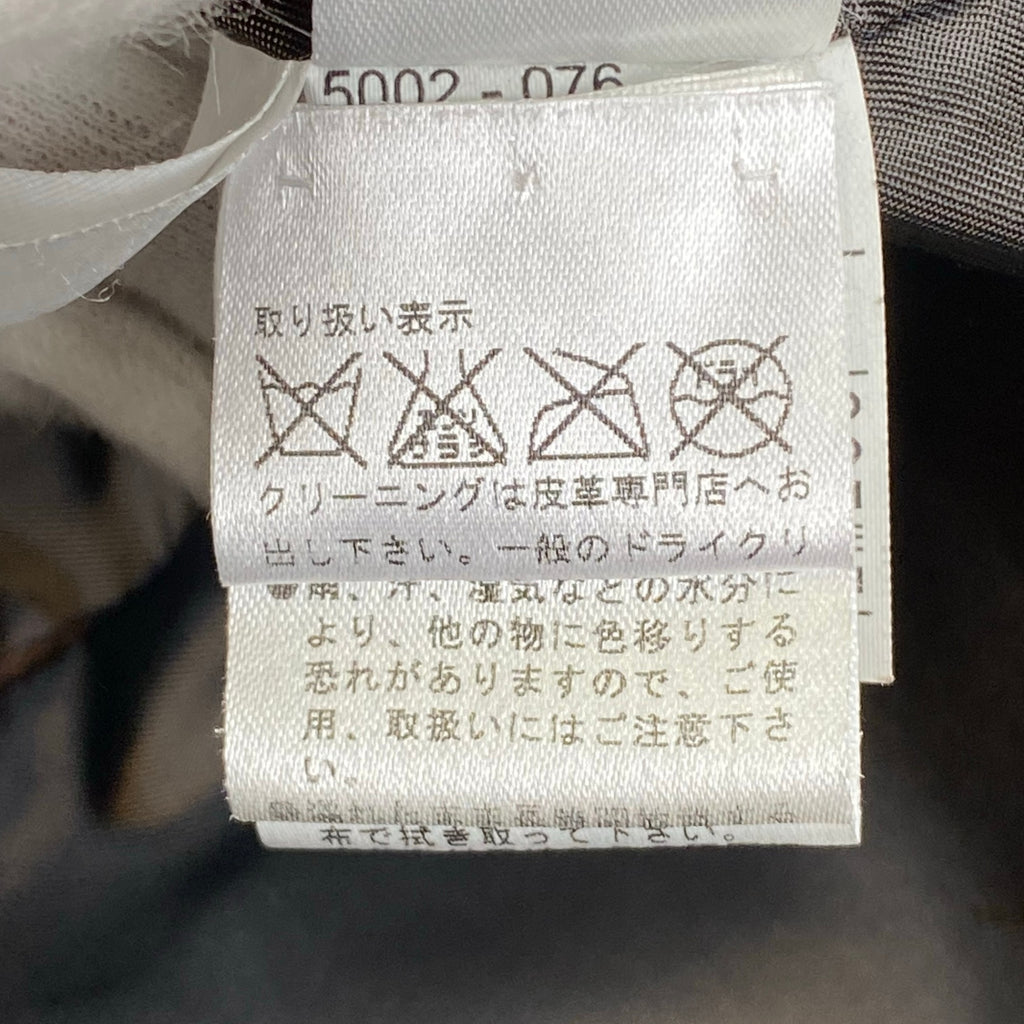 5002 - 076
取り扱い表示
クリーニングは皮革専門店へお
出し下さい。一般のドライクリ
雨、汗、湿気などの水分に
より、他の物に色移りする
恐れがありますので、ご使
用、取扱いにはご注意下さ
い。
布で拭き取って下さい。